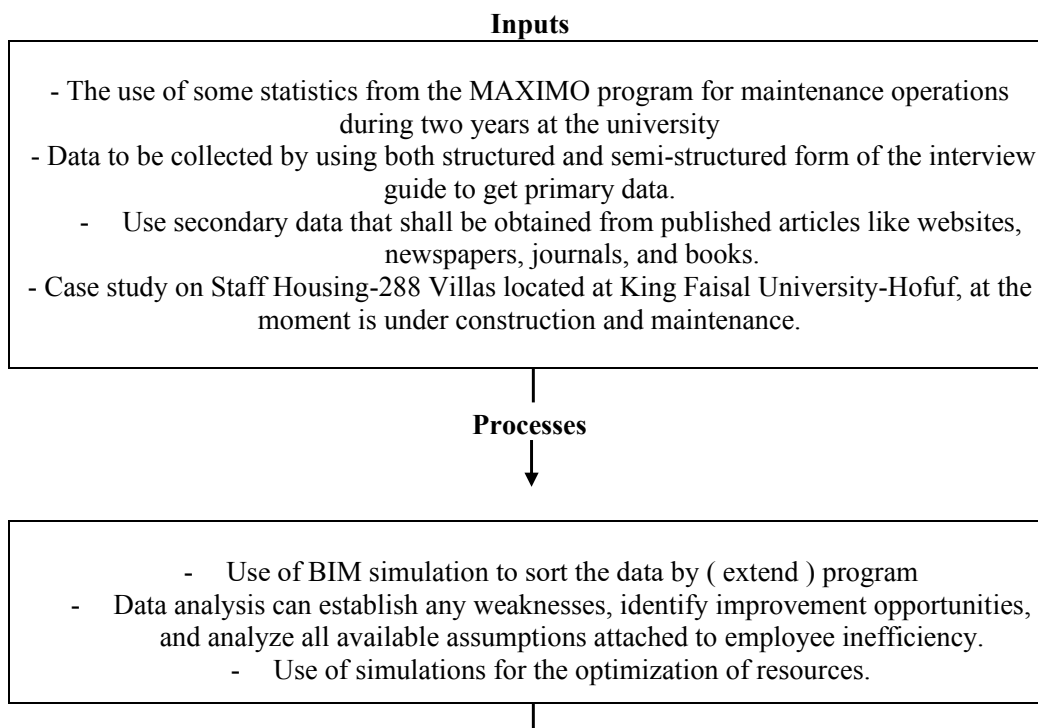 Inputs
- The use of some statistics from the MAXIMO program for maintenance operations
during two years at the university
- Data to be collected by using both structured and semi-structured form of the interview
guide to get primary data.
- Use secondary data that shall be obtained from published articles like websites,
newspapers, journals, and books.
- Case study on Staff Housing-288 Villas located at King Faisal University-Hofuf, at the
moment is under construction and maintenance.
Processes
- Use of BIM simulation to sort the data by ( extend ) program
- Data analysis can establish any weaknesses, identify improvement opportunities,
and analyze all available assumptions attached to employee inefficiency.
- Use of simulations for the optimization of resources.